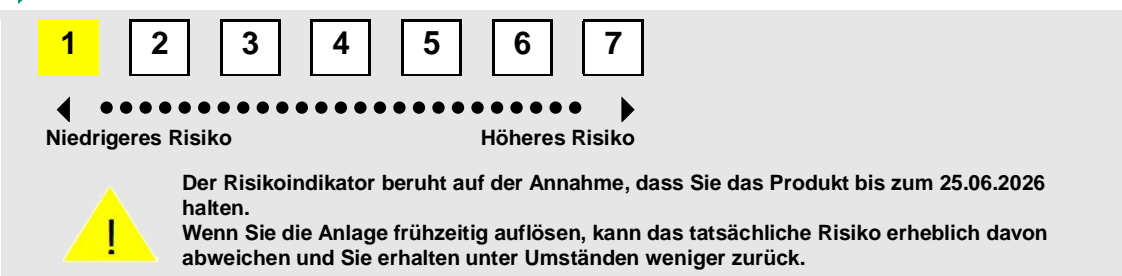 1 2 3 4 5 6 7
Niedrigeres Risiko Höheres Risiko
Der Risikoindikator beruht auf der Annahme, dass Sie das Produkt bis zum 25.06.2026
halten.
Wenn Sie die Anlage frühzeitig auflösen, kann das tatsächliche Risiko erheblich davon
abweichen und Sie erhalten unter Umständen weniger zurück.
!